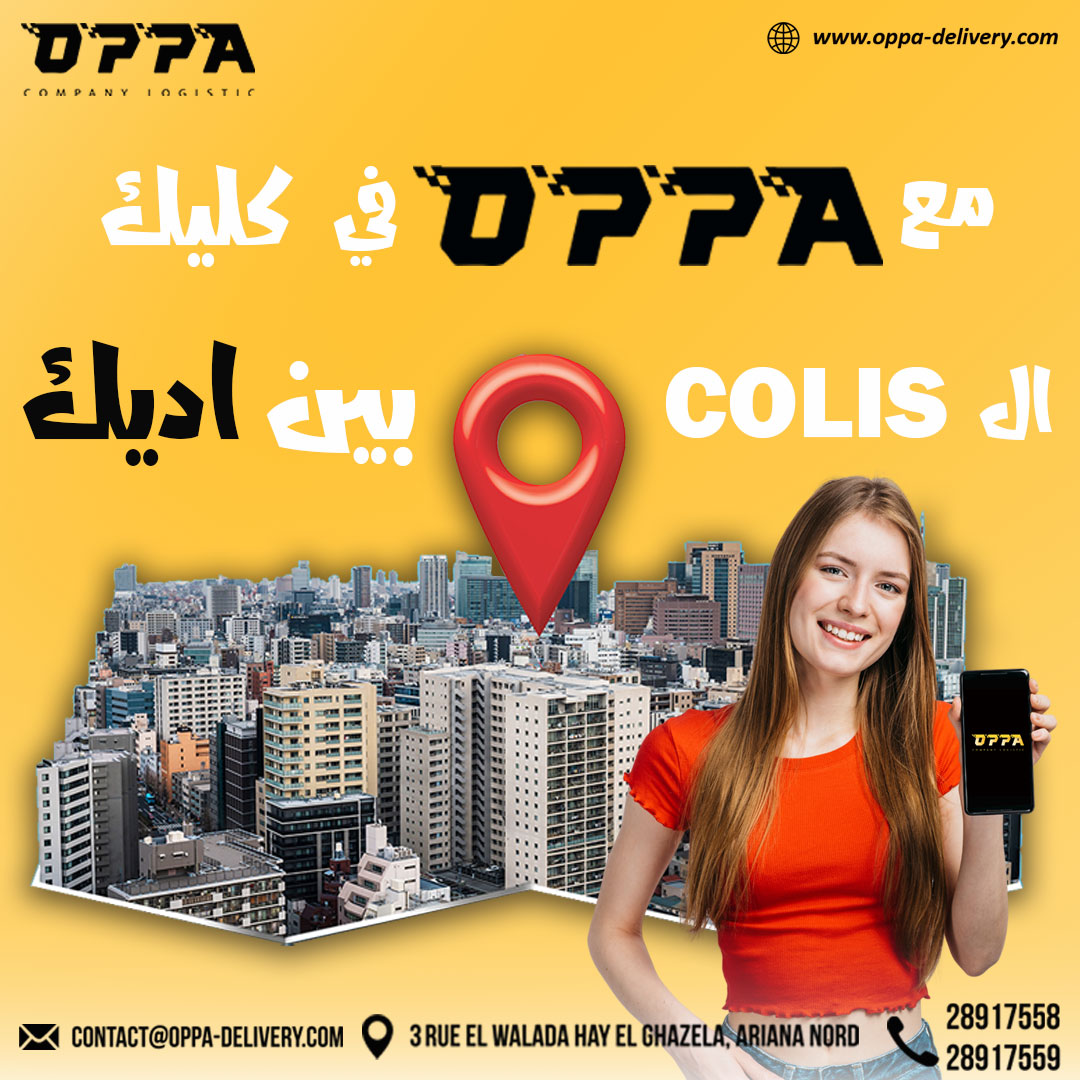 OPPA
COMPANY LOGISTIC
www.oppa-delivery.com
مع OPPA في كليك
ال COLIS بين اديك
OPPA
COMPANY LOGISTIC
CONTACT@OPPA-DELIVERY.COM
3 RUE EL WALADA HAY EL GHAZELA, ARIANA NORD
28917558
28917559